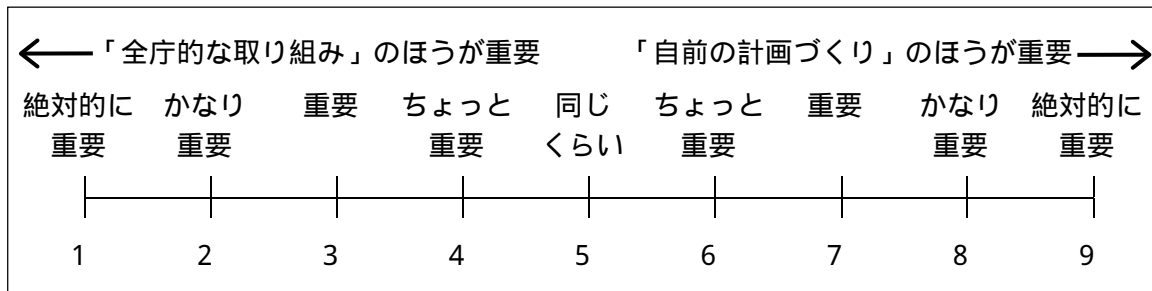 「全庁的な取り組み」のほうが重要 「自前の計画づくり」のほうが重要
絶対的に かなり 重要 ちょっと 同じ ちょっと 重要 かなり 絶対的に
重要 重要 重要 くらい 重要 重要 重要
1 2 3 4 5 6 7 8 9